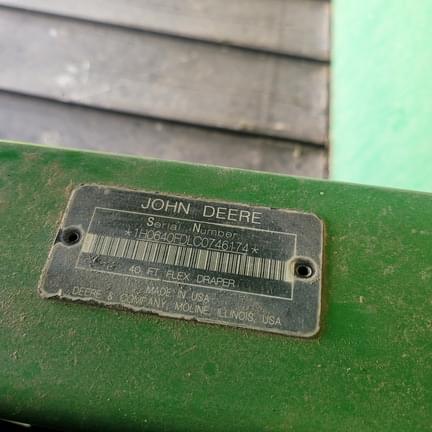 JOHN DEERE
Serial Number
*1H0640FDLC0746174*
40 FT FLEX DRAPER
MADE IN USA
DEERE & COMPANY, MOLINE, ILLINOIS, USA